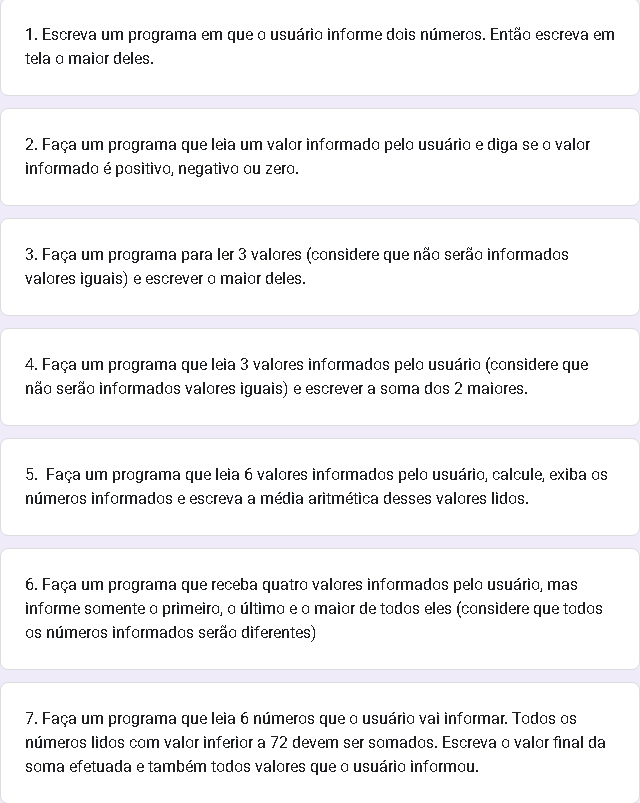 1. Escreva um programa em que o usuário informe dois números. Então escreva em
tela o maior deles.
2. Faça um programa que leia um valor informado pelo usuário e diga se o valor
informado é positivo, negativo ou zero.
3. Faça um programa para ler 3 valores (considere que não serão informados
valores iguais) e escrever o maior deles.
4. Faça um programa que leia 3 valores informados pelo usuário (considere que
não serão informados valores iguais) e escrever a soma dos 2 maiores.
5.  Faça um programa que leia 6 valores informados pelo usuário, calcule, exiba os
números informados e escreva a média aritmética desses valores lidos.
6. Faça um programa que receba quatro valores informados pelo usuário, mas
informe somente o primeiro, o último e o maior de todos eles (considere que todos
os números informados serão diferentes)
7. Faça um programa que leia 6 números que o usuário vai informar. Todos os
números lidos com valor inferior a 72 devem ser somados. Escreva o valor final da
soma efetuada e também todos valores que o usuário informou.